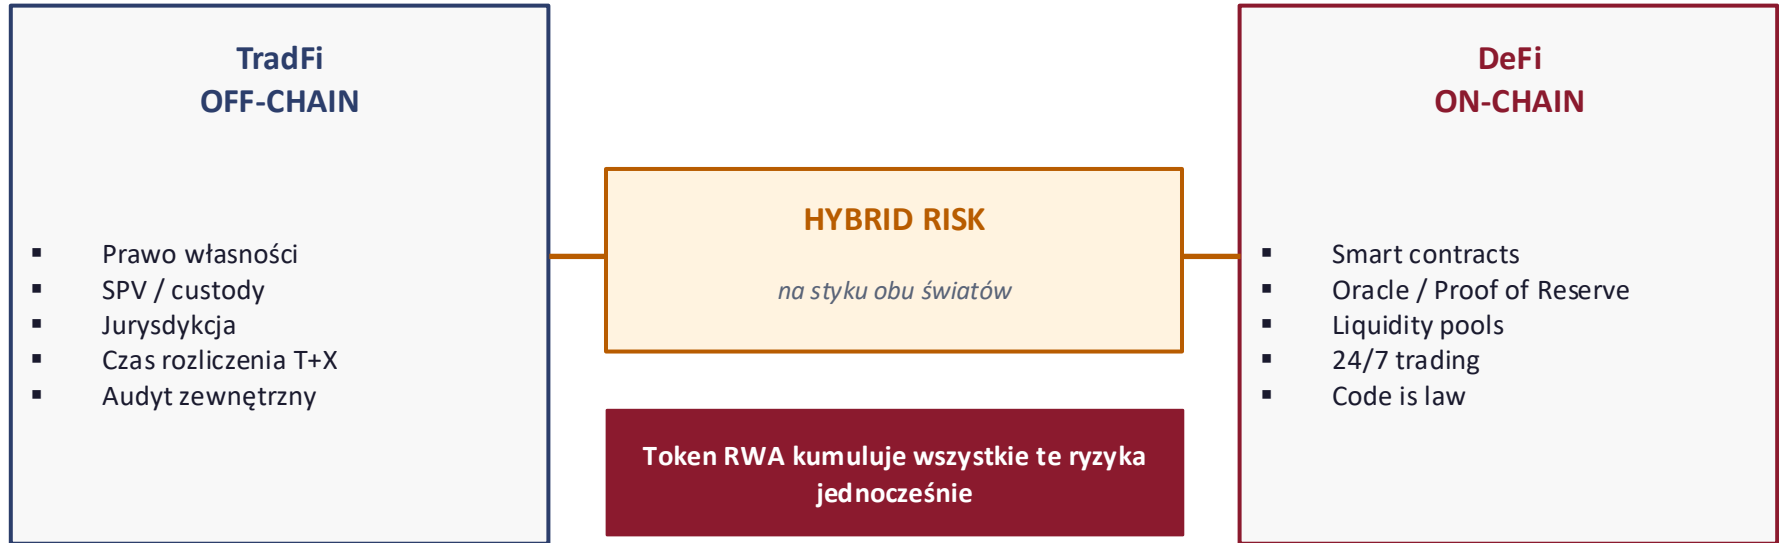 TradFi
OFF-CHAIN
▪ Prawo własności
▪ SPV / custody
▪ Jurysdykcja
▪ Czas rozliczenia T+X
▪ Audyt zewnętrzny
HYBRID RISK
na styku obu światów
Token RWA kumuluje wszystkie te ryzyka
jednocześnie
DeFi
ON-CHAIN
▪ Smart contracts
▪ Oracle / Proof of Reserve
▪ Liquidity pools
▪ 24/7 trading
▪ Code is law